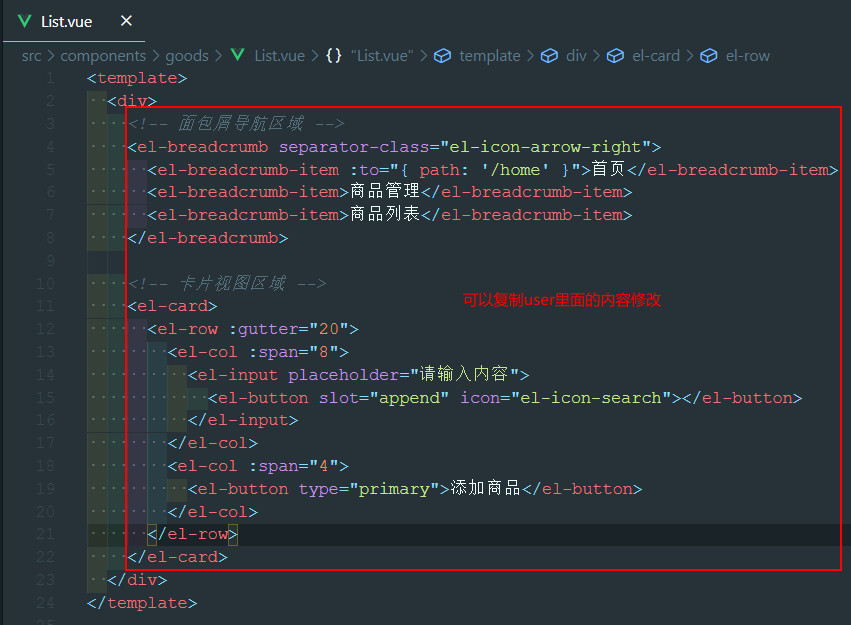 List.vue ×
src > components > goods > List.vue > {} "List.vue" > template > div > el-card > el-row
1 <template>
2 <div>
3 <!-- 面包屑导航区域 -->
4 <el-breadcrumb separator-class="el-icon-arrow-right">
5 <el-breadcrumb-item :to="{ path: '/home' }">首页</el-breadcrumb-item>
6 <el-breadcrumb-item>商品管理</el-breadcrumb-item>
7 <el-breadcrumb-item>商品列表</el-breadcrumb-item>
8 </el-breadcrumb>
9
10 <!-- 卡片视图区域 -->
11 <el-card>
可以复制user里面的内容修改
12 <el-row :gutter="20">
13 <el-col :span="8">
14 <el-input placeholder="请输入内容">
15 <el-button slot="append" icon="el-icon-search"></el-button>
16 </el-input>
17 </el-col>
18 <el-col :span="4">
19 <el-button type="primary">添加商品</el-button>
20 </el-col>
21 </el-row>
22 </el-card>
23 </div>
24 </template>
25